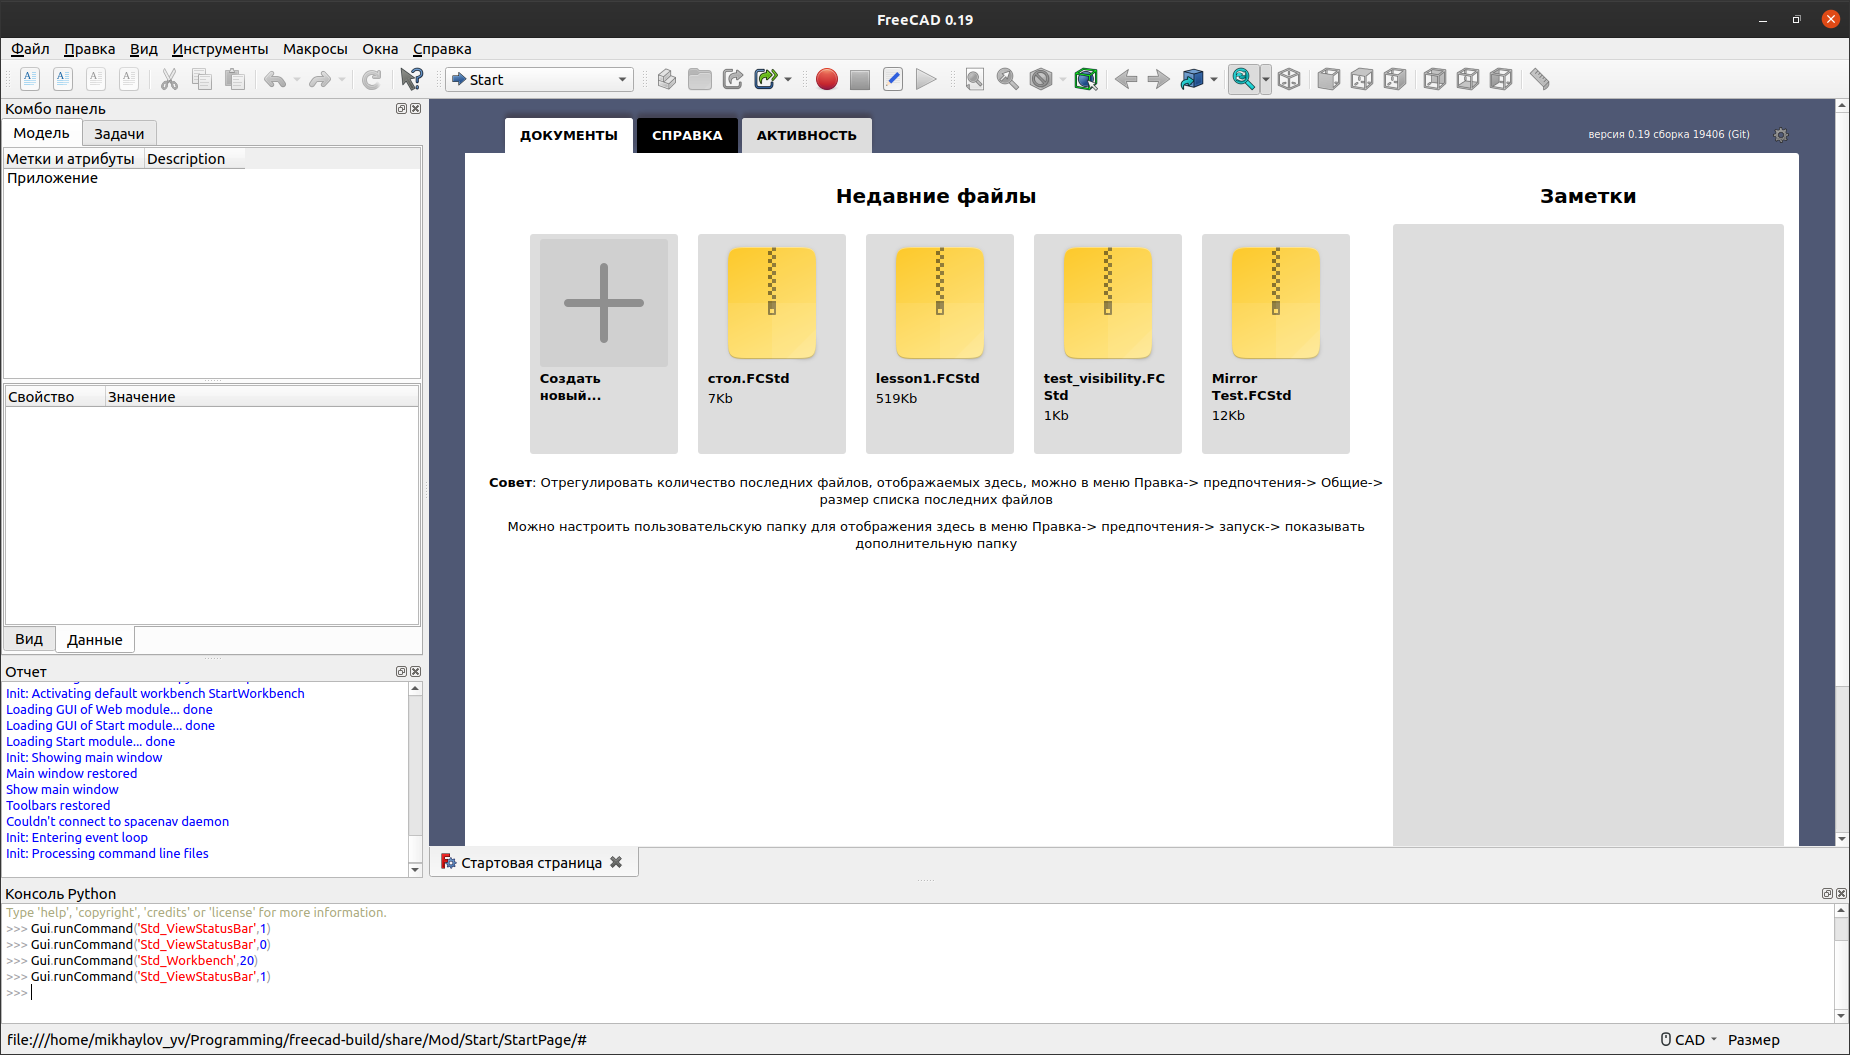 FreeCAD 0.19
Файл Правка Вид Инструменты Макросы Окна Справка
Start
Комбо панель
Модель Задачи
Метки и атрибуты Description
Приложение
Свойство Значение
Вид Данные
Отчет
Init: Activating default workbench StartWorkbench
Loading GUI of Web module... done
Loading GUI of Start module... done
Loading Start module... done
Init: Showing main window
Main window restored
Show main window
Toolbars restored
Couldn't connect to spacenav daemon
Init: Entering event loop
Init: Processing command line files
ДОКУМЕНТЫ СПРАВКА АКТИВНОСТЬ
версия 0.19 сборка 19406 (Git)
Недавние файлы
Создать
новый...
стол.FCStd
7Kb
lesson1.FCStd
519Kb
test_visibility.FC
Std
1Kb
Mirror
Test.FCStd
12Kb
Совет: Отрегулировать количество последних файлов, отображаемых здесь, можно в меню Правка-> предпочтения-> Общие->
размер списка последних файлов
Можно настроить пользовательскую папку для отображения здесь в меню Правка-> предпочтения-> запуск-> показывать
дополнительную папку
Заметки
Стартовая страница
Консоль Python
Type 'help', 'copyright', 'credits' or 'license' for more information.
>>> Gui.runCommand('Std_ViewStatusBar',1)
>>> Gui.runCommand('Std_ViewStatusBar',0)
>>> Gui.runCommand('Std_Workbench',20)
>>> Gui.runCommand('Std_ViewStatusBar',1)
>>>
file:///home/mikhaylov_yv/Programming/freecad-build/share/Mod/Start/StartPage/#
CAD Размер